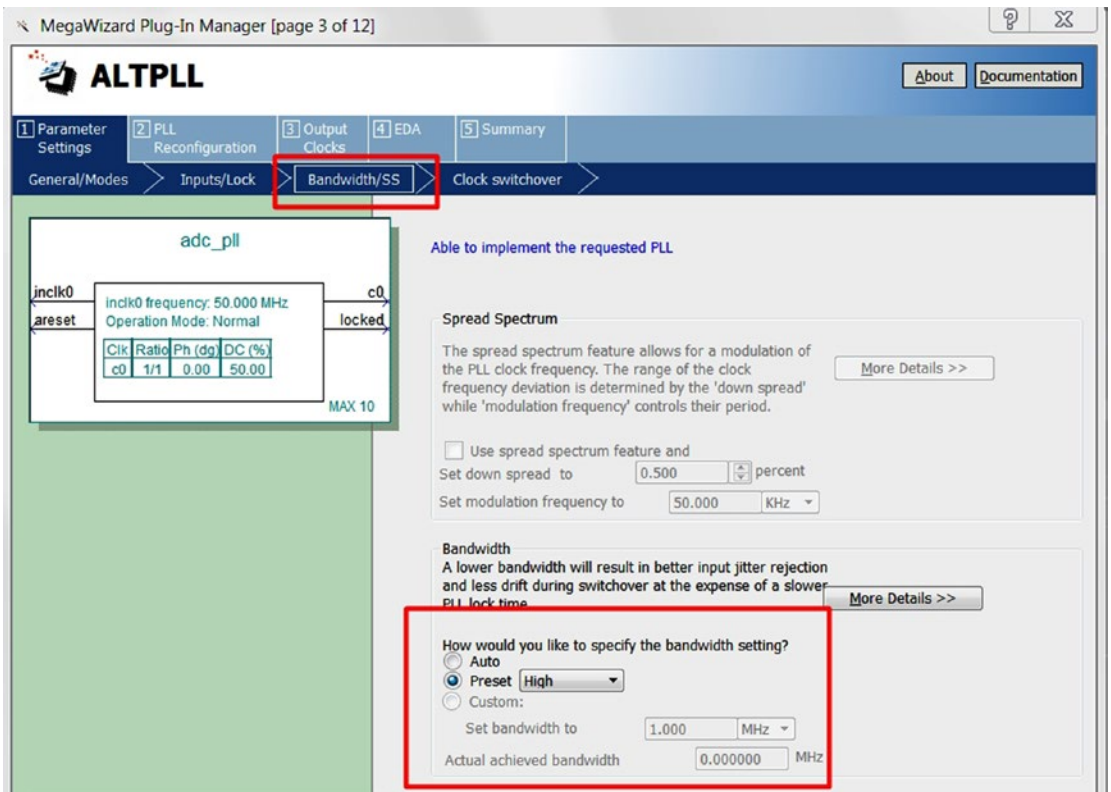 MegaWizard Plug-In Manager [page 3 of 12]
ALTPLL
About
Documentation
1 Parameter Settings
2 PLL Reconfiguration
3 Output Clocks
4 EDA
5 Summary
General/Modes
Inputs/Lock
Bandwidth/SS
Clock switchover
adc_pll
inclk0
c0
areset
locked
inclk0 frequency: 50.000 MHz
Operation Mode: Normal
Clk Ratio Ph (dg) DC (%)
c0 1/1 0.00 50.00
MAX 10
Able to implement the requested PLL
Spread Spectrum
The spread spectrum feature allows for a modulation of
the PLL clock frequency. The range of the clock
frequency deviation is determined by the 'down spread'
while 'modulation frequency' controls their period.
More Details >>
Use spread spectrum feature and
Set down spread to 0.500 percent
Set modulation frequency to 50.000 KHz
Bandwidth
A lower bandwidth will result in better input jitter rejection
and less drift during switchover at the expense of a slower
PLL lock time
More Details >>
How would you like to specify the bandwidth setting?
Auto
Preset High
Custom:
Set bandwidth to 1.000 MHz
Actual achieved bandwidth 0.000000 MHz